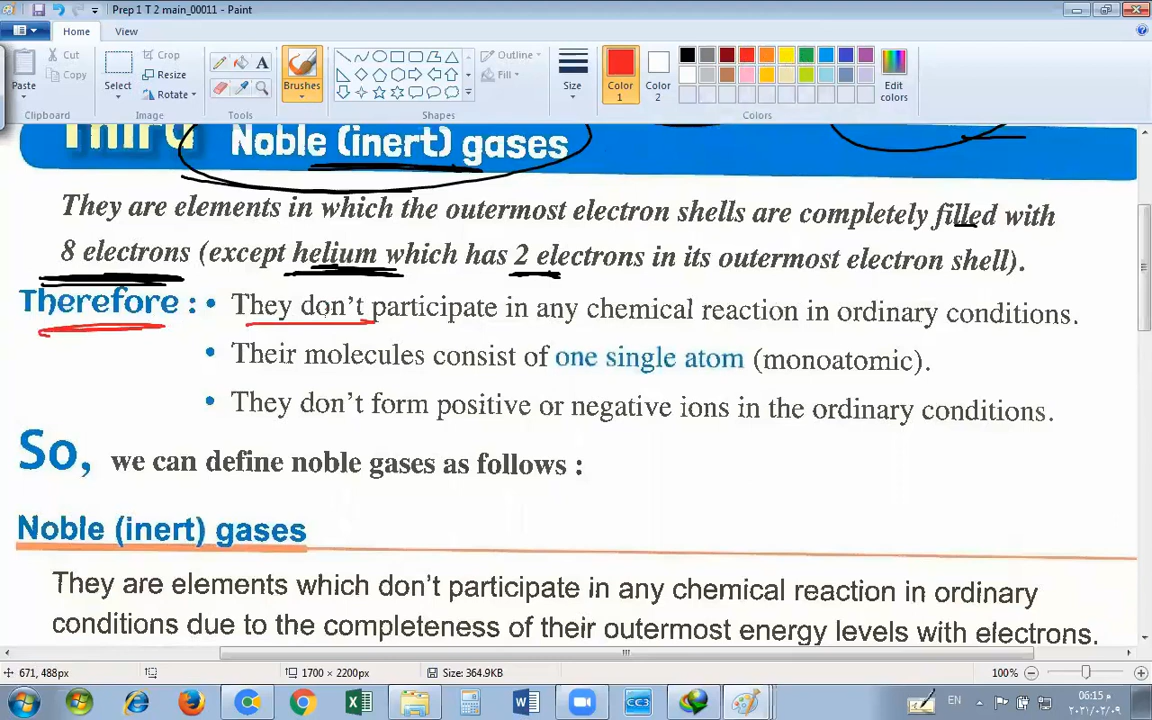 Prep 1 T 2 main_00011 - Paint
Home View
Paste Cut Copy Clipboard
Select Crop Resize Rotate Image
Tools
Brushes
Outline Fill Shapes
Size
Color 1 Color 2 Edit colors Colors
Third Noble (inert) gases
They are elements in which the outermost electron shells are completely filled with
8 electrons (except helium which has 2 electrons in its outermost electron shell).
Therefore : • They don't participate in any chemical reaction in ordinary conditions.
• Their molecules consist of one single atom (monoatomic).
• They don't form positive or negative ions in the ordinary conditions.
So, we can define noble gases as follows :
Noble (inert) gases
They are elements which don't participate in any chemical reaction in ordinary
conditions due to the completeness of their outermost energy levels with electrons.
671, 488px 1700 × 2200px Size: 364.9KB 100%
CC3 EN 06:15 م
٢٠٢١/٠٢/٠٩